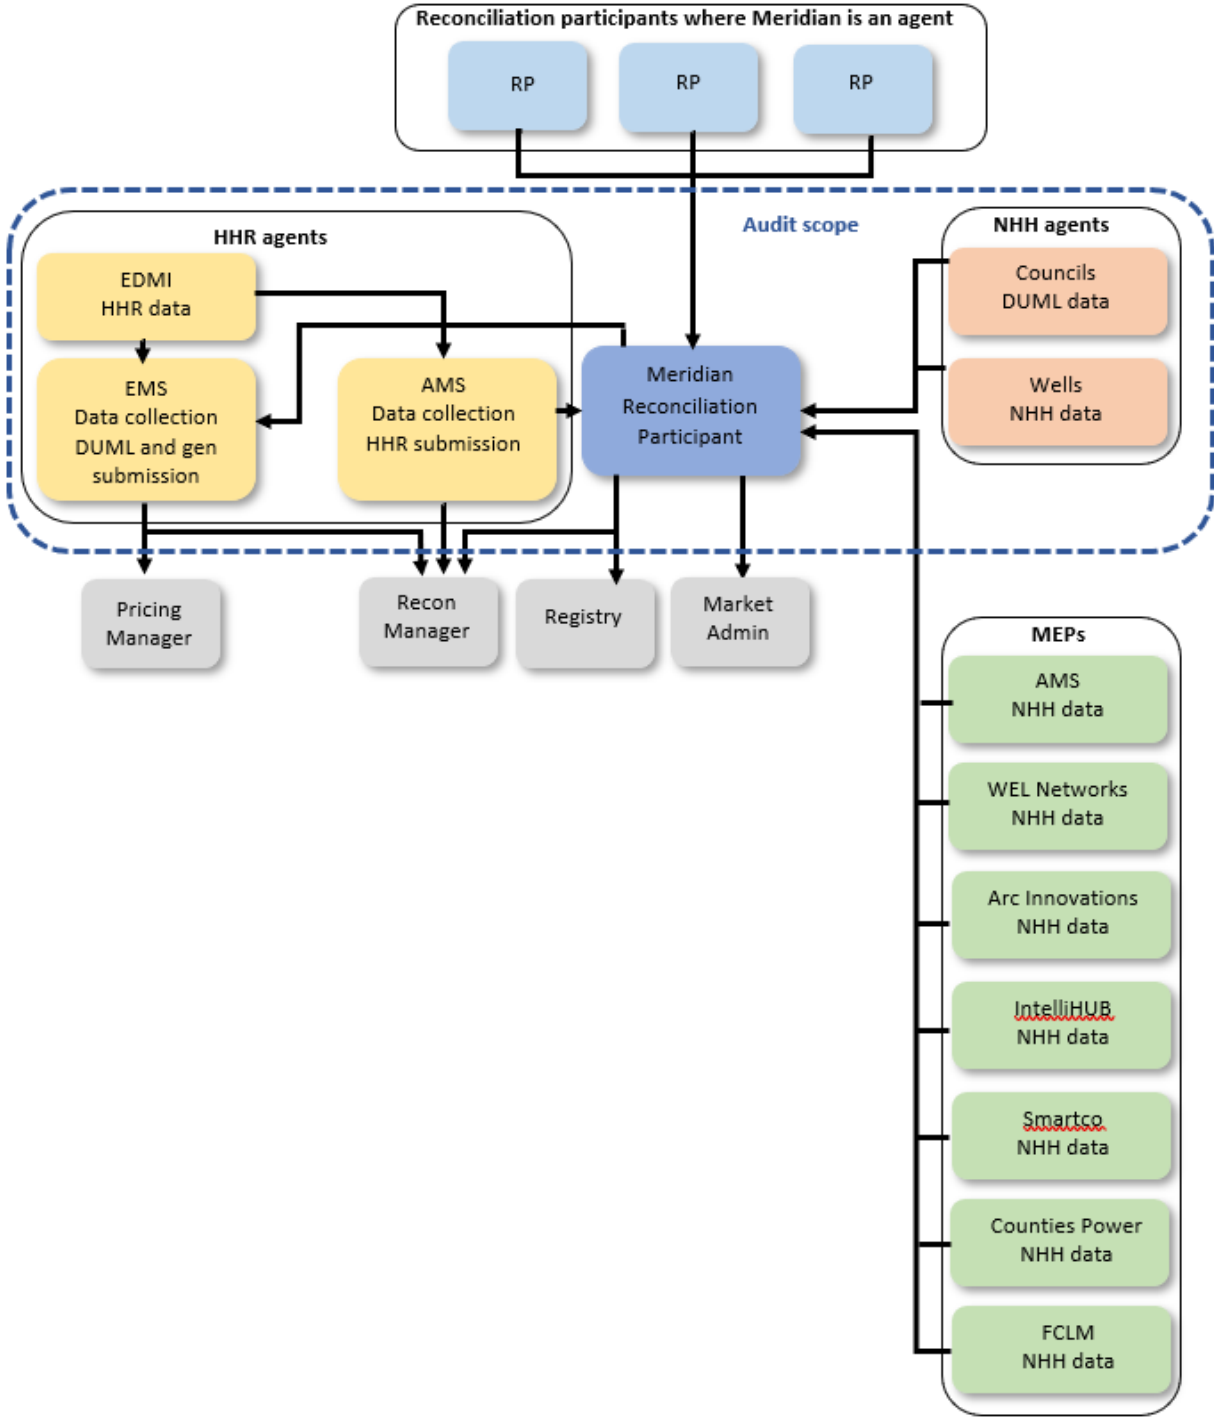 Reconciliation participants where Meridian is an agent
RP
RP
RP
Audit scope
HHR agents
EDMI
HHR data
EMS
Data collection
DUML and gen
submission
AMS
Data collection
HHR submission
Meridian
Reconciliation
Participant
NHH agents
Councils
DUML data
Wells
NHH data
Pricing
Manager
Recon
Manager
Registry
Market
Admin
MEPs
AMS
NHH data
WEL Networks
NHH data
Arc Innovations
NHH data
IntelliHUB
NHH data
Smartco
NHH data
Counties Power
NHH data
FCLM
NHH data